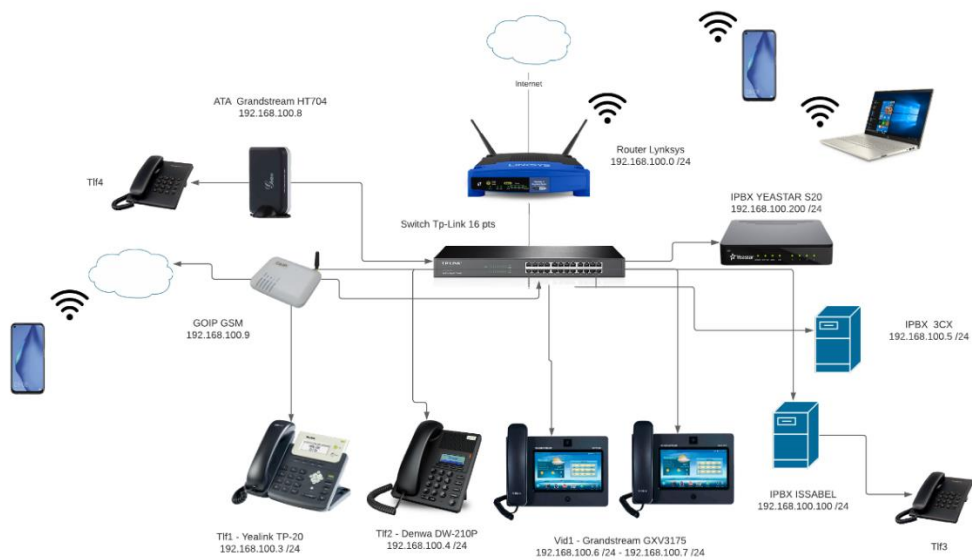 Internet
ATA Grandstream HT704
192.168.100.8
Router Lynksys
192.168.100.0 /24
LINKSYS
Tlf4
IPBX YEASTAR S20
192.168.100.200 /24
Switch Tp-Link 16 pts
TP-LINK
Yeastar
GOIP GSM
192.168.100.9
IPBX 3CX
192.168.100.5 /24
IPBX ISSABEL
192.168.100.100 /24
Tlf1 - Yealink TP-20
192.168.100.3 /24
Tlf2 - Denwa DW-210P
192.168.100.4 /24
Vid1 - Grandstream GXV3175
192.168.100.6 /24 - 192.168.100.7 /24
Tlf3